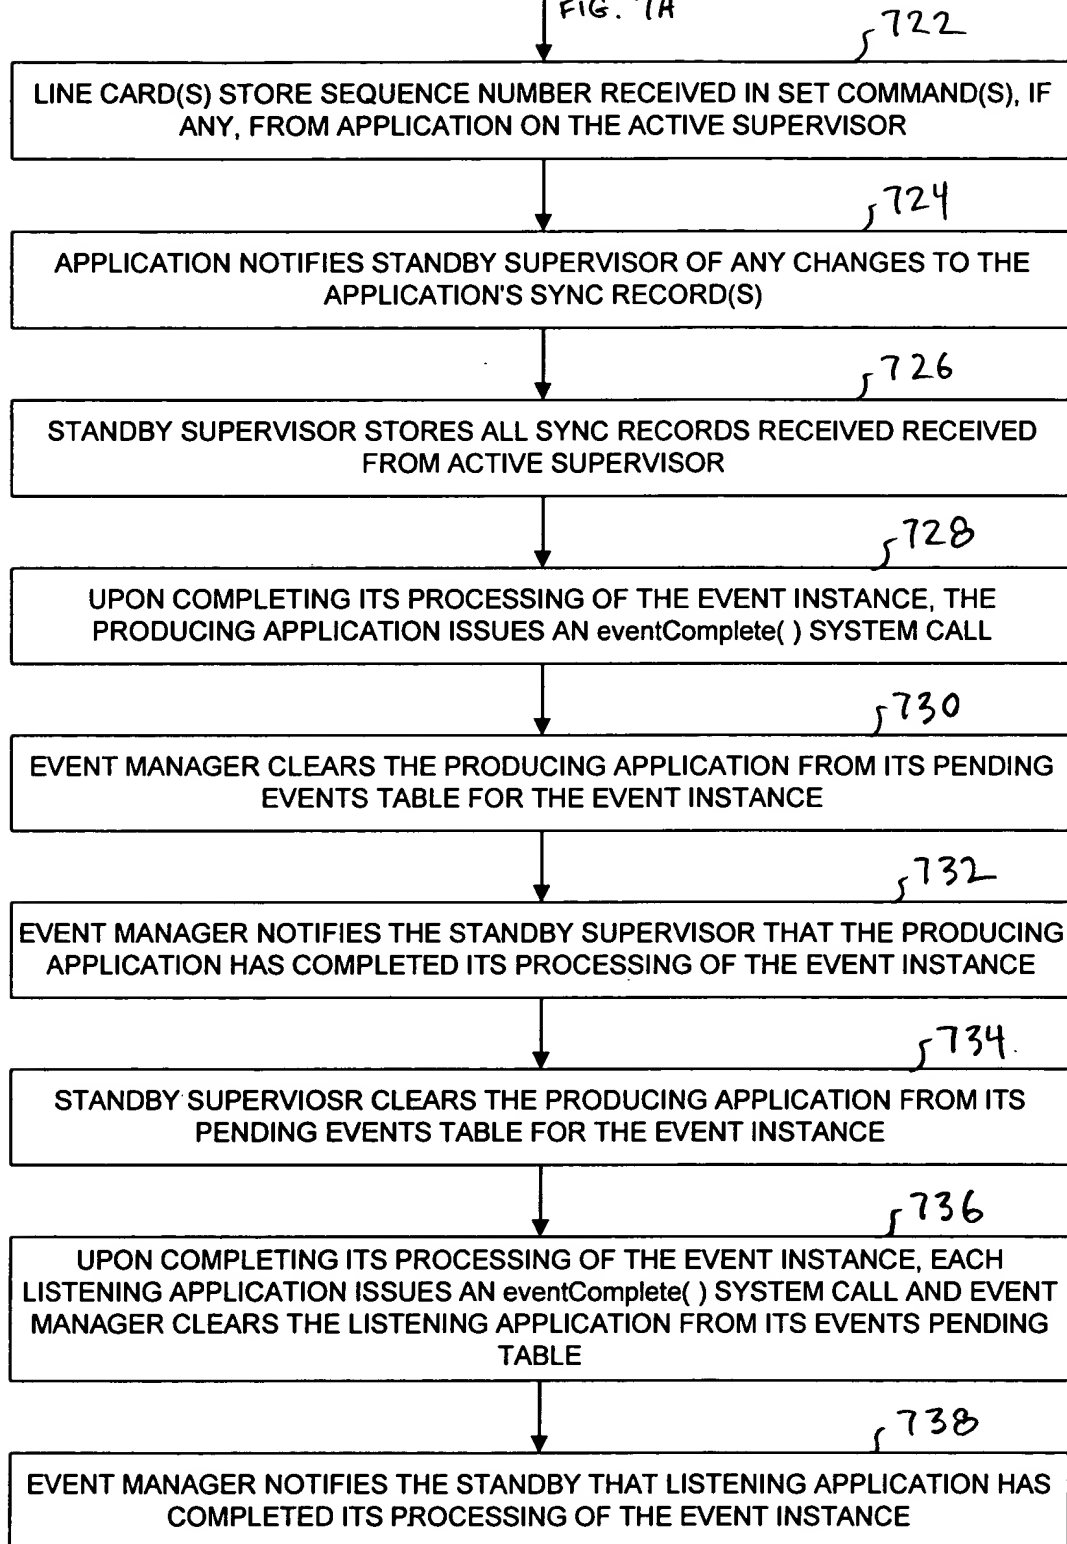 FIG. 7A
722
LINE CARD(S) STORE SEQUENCE NUMBER RECEIVED IN SET COMMAND(S), IF
ANY, FROM APPLICATION ON THE ACTIVE SUPERVISOR
724
APPLICATION NOTIFIES STANDBY SUPERVISOR OF ANY CHANGES TO THE
APPLICATION'S SYNC RECORD(S)
726
STANDBY SUPERVISOR STORES ALL SYNC RECORDS RECEIVED RECEIVED
FROM ACTIVE SUPERVISOR
728
UPON COMPLETING ITS PROCESSING OF THE EVENT INSTANCE, THE
PRODUCING APPLICATION ISSUES AN eventComplete( ) SYSTEM CALL
730
EVENT MANAGER CLEARS THE PRODUCING APPLICATION FROM ITS PENDING
EVENTS TABLE FOR THE EVENT INSTANCE
732
EVENT MANAGER NOTIFIES THE STANDBY SUPERVISOR THAT THE PRODUCING
APPLICATION HAS COMPLETED ITS PROCESSING OF THE EVENT INSTANCE
734
STANDBY SUPERVIOSR CLEARS THE PRODUCING APPLICATION FROM ITS
PENDING EVENTS TABLE FOR THE EVENT INSTANCE
736
UPON COMPLETING ITS PROCESSING OF THE EVENT INSTANCE, EACH
LISTENING APPLICATION ISSUES AN eventComplete( ) SYSTEM CALL AND EVENT
MANAGER CLEARS THE LISTENING APPLICATION FROM ITS EVENTS PENDING
TABLE
738
EVENT MANAGER NOTIFIES THE STANDBY THAT LISTENING APPLICATION HAS
COMPLETED ITS PROCESSING OF THE EVENT INSTANCE